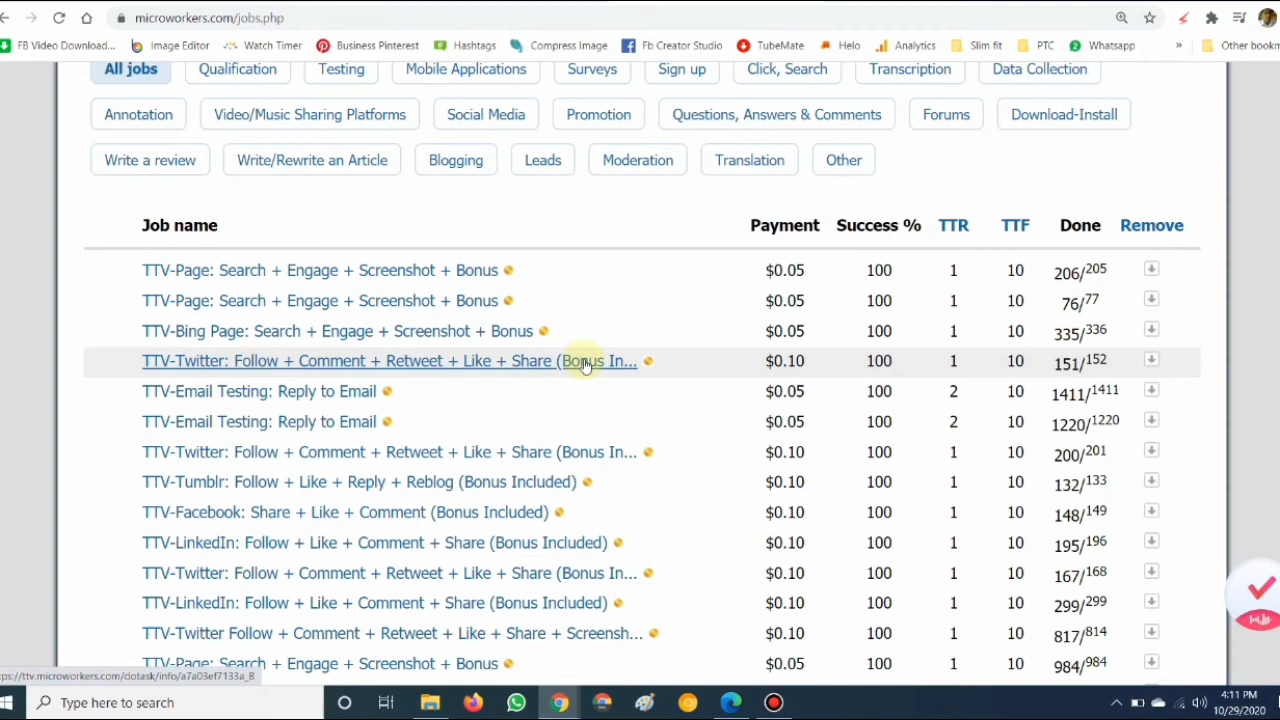 microworkers.com/jobs.php
FB Video Download... Image Editor Watch Timer Business Pinterest Hashtags Compress Image Fb Creator Studio TubeMate Helo Analytics Slim fit PTC Whatsapp » Other bookn
All jobs Qualification Testing Mobile Applications Surveys Sign up Click, Search Transcription Data Collection
Annotation Video/Music Sharing Platforms Social Media Promotion Questions, Answers & Comments Forums Download-Install
Write a review Write/Rewrite an Article Blogging Leads Moderation Translation Other
Job name Payment Success % TTR TTF Done Remove
TTV-Page: Search + Engage + Screenshot + Bonus $0.05 100 1 10 206/205
TTV-Page: Search + Engage + Screenshot + Bonus $0.05 100 1 10 76/77
TTV-Bing Page: Search + Engage + Screenshot + Bonus $0.05 100 1 10 335/336
TTV-Twitter: Follow + Comment + Retweet + Like + Share (Bonus In... $0.10 100 1 10 151/152
TTV-Email Testing: Reply to Email $0.05 100 2 10 1411/1411
TTV-Email Testing: Reply to Email $0.05 100 2 10 1220/1220
TTV-Twitter: Follow + Comment + Retweet + Like + Share (Bonus In... $0.10 100 1 10 200/201
TTV-Tumblr: Follow + Like + Reply + Reblog (Bonus Included) $0.10 100 1 10 132/133
TTV-Facebook: Share + Like + Comment (Bonus Included) $0.10 100 1 10 148/149
TTV-LinkedIn: Follow + Like + Comment + Share (Bonus Included) $0.10 100 1 10 195/196
TTV-Twitter: Follow + Comment + Retweet + Like + Share (Bonus In... $0.10 100 1 10 167/168
TTV-LinkedIn: Follow + Like + Comment + Share (Bonus Included) $0.10 100 1 10 299/299
TTV-Twitter Follow + Comment + Retweet + Like + Share + Screensh... $0.10 100 1 10 817/814
TTV-Page: Search + Engage + Screenshot + Bonus $0.05 100 1 10 984/984
ps://ttv.microworkers.com/dotask/info/a7a03ef7133a_B
Type here to search
4:11 PM
10/29/2020